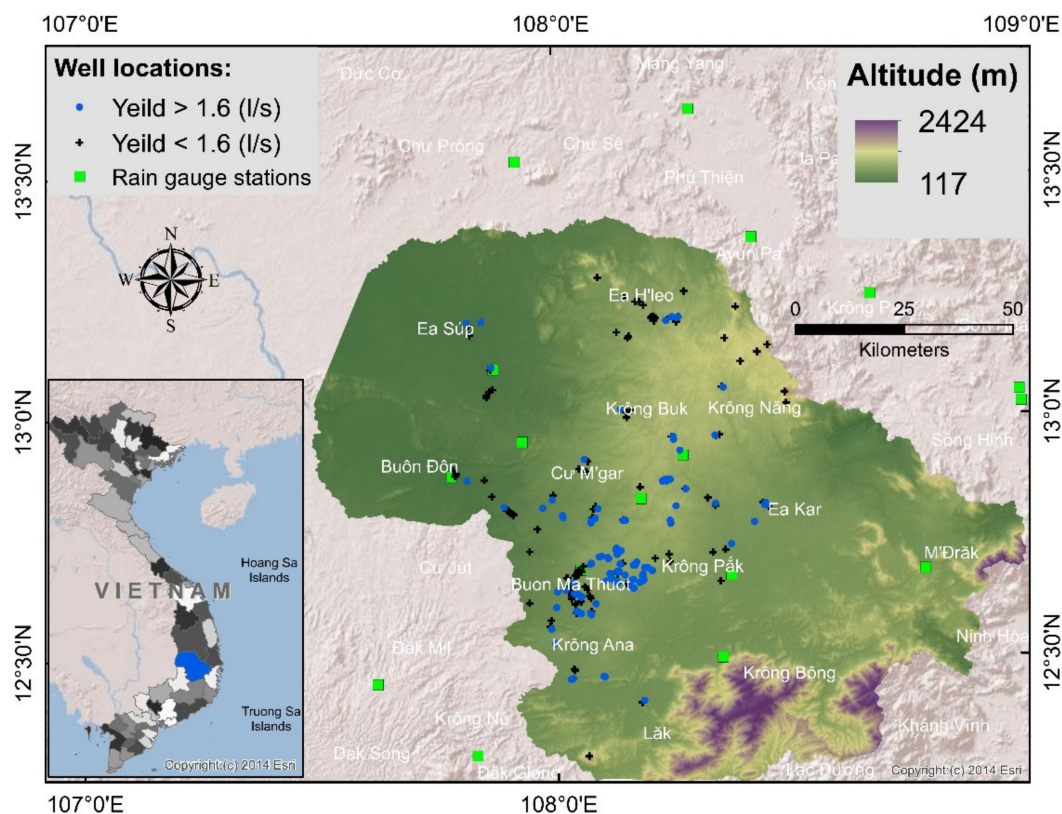 107°0'E
108°0'E
109°0'E
Well locations:
Yeild > 1.6 (l/s)
Yeild < 1.6 (l/s)
Rain gauge stations
Altitude (m)
2424
117
Đức Cơ
Mang Yang
Chư Prông
Chư Sê
Ia Pa
Phú Thiện
Ayun Pa
Krông P
13°30'N
13°30'N
N
W
E
S
0
25
50
Kilometers
Ea H'leo
Ea Súp
Krông Buk
Krông Năng
13°0'N
13°0'N
Sông Hinh
Buôn Đôn
Cư M'gar
Ea Kar
Cư Jút
Buon Ma Thuot
Krông Pắk
M'Đrăk
Ninh Hòa
Krông Ana
Đăk Mil
Krông Bông
12°30'N
12°30'N
Krông Nô
Lăk
Khánh Vĩnh
Đak Song
Lạc Dương
Hoang Sa
Islands
VIETNAM
Truong Sa
Islands
Copyright:(c) 2014 Esri
Copyright:(c) 2014 Esri
107°0'E
108°0'E